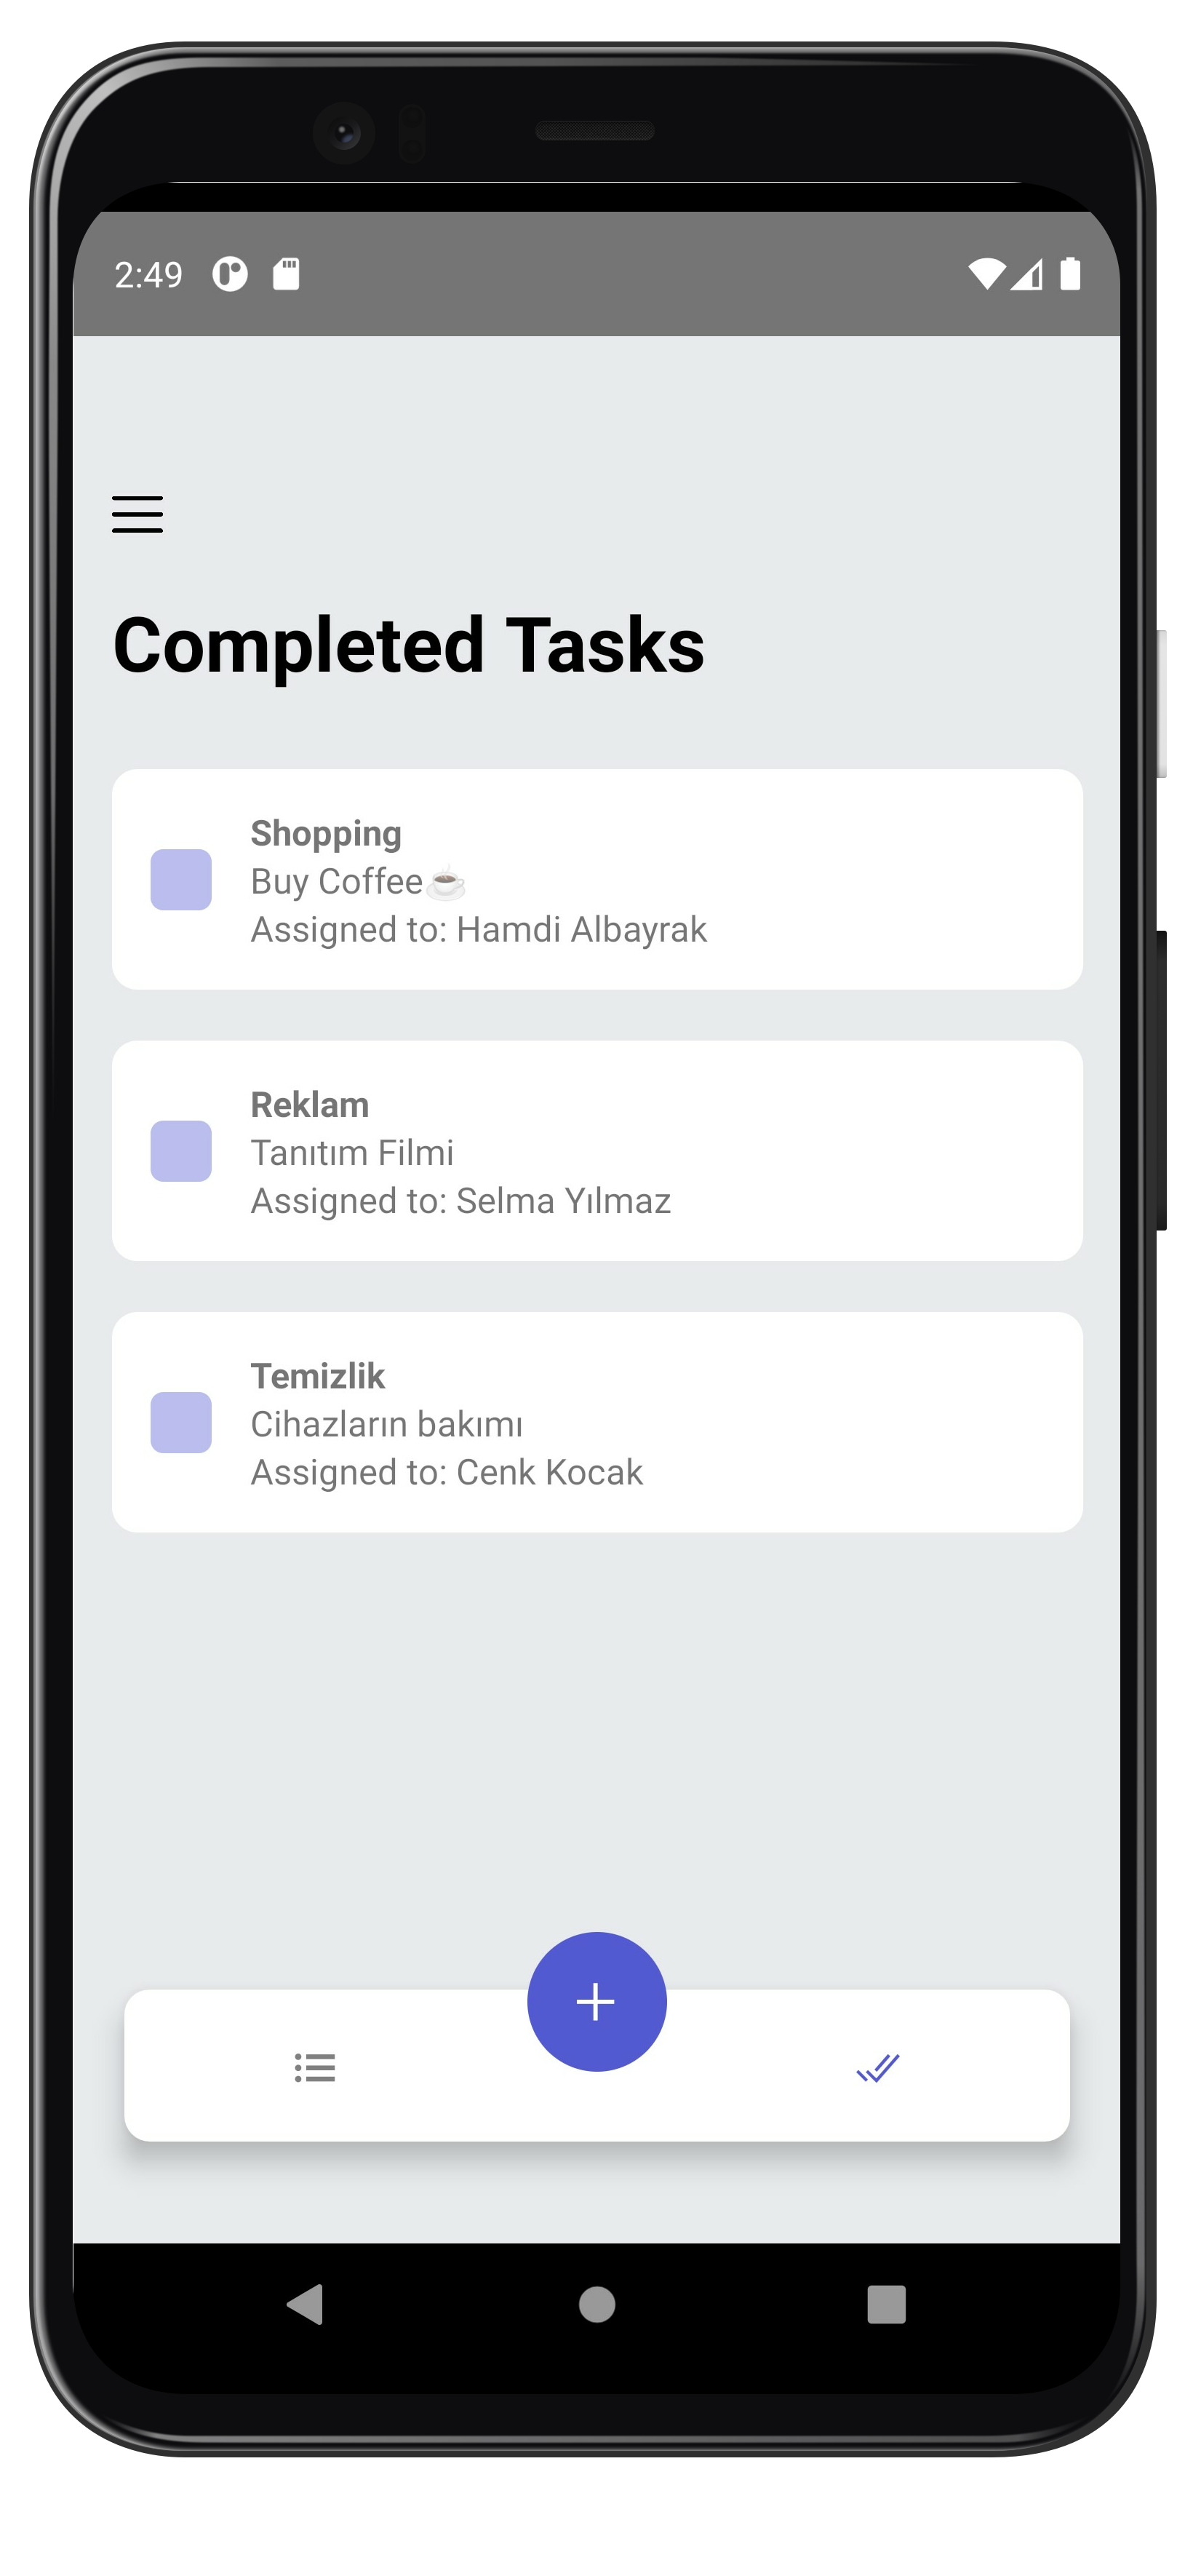 2:49
Completed Tasks
Shopping
Buy Coffee☕
Assigned to: Hamdi Albayrak
Reklam
Tanıtım Filmi
Assigned to: Selma Yılmaz
Temizlik
Cihazların bakımı
Assigned to: Cenk Kocak